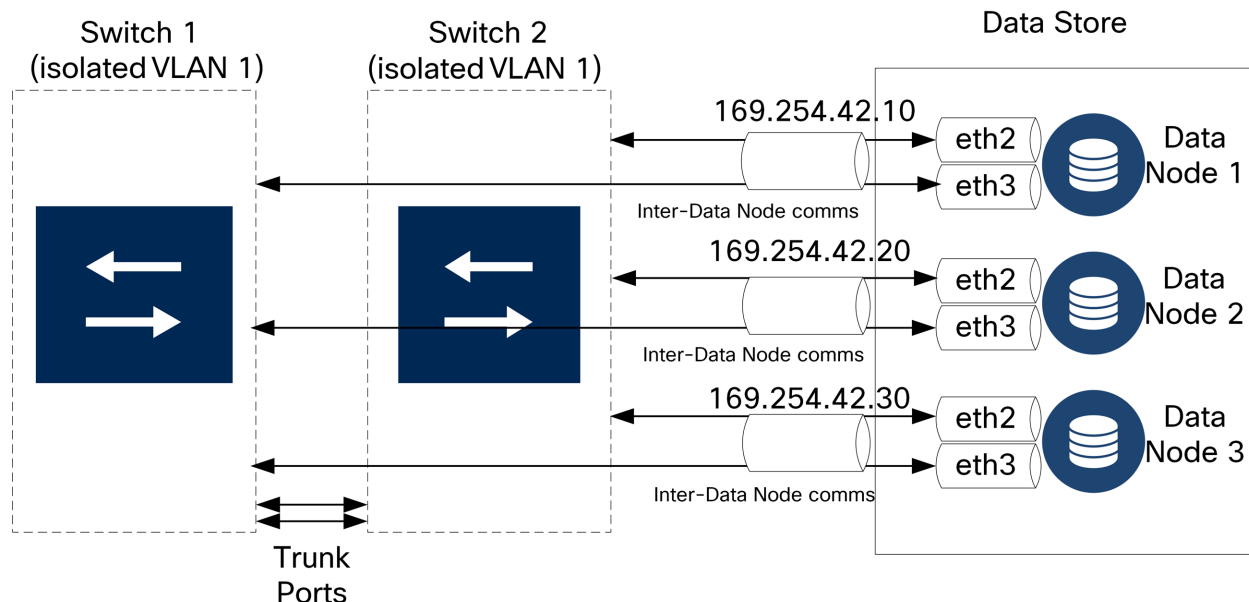 Switch 1
(isolated VLAN 1)
Switch 2
(isolated VLAN 1)
Data Store
169.254.42.10
eth2
eth3
Data
Node 1
Inter-Data Node comms
169.254.42.20
eth2
eth3
Data
Node 2
Inter-Data Node comms
169.254.42.30
eth2
eth3
Data
Node 3
Inter-Data Node comms
Trunk
Ports